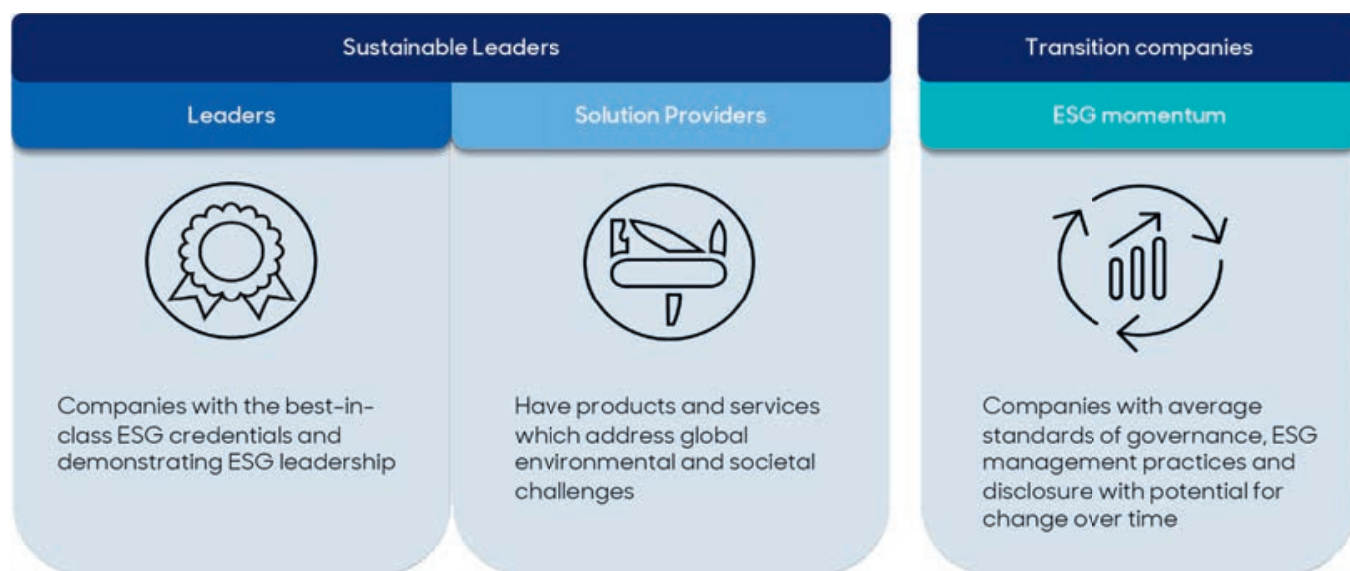 Sustainable Leaders
Transition companies
Leaders
Solution Providers
ESG momentum
Companies with the best-in-
class ESG credentials and
demonstrating ESG leadership
Have products and services
which address global
environmental and societal
challenges
Companies with average
standards of governance, ESG
management practices and
disclosure with potential for
change over time